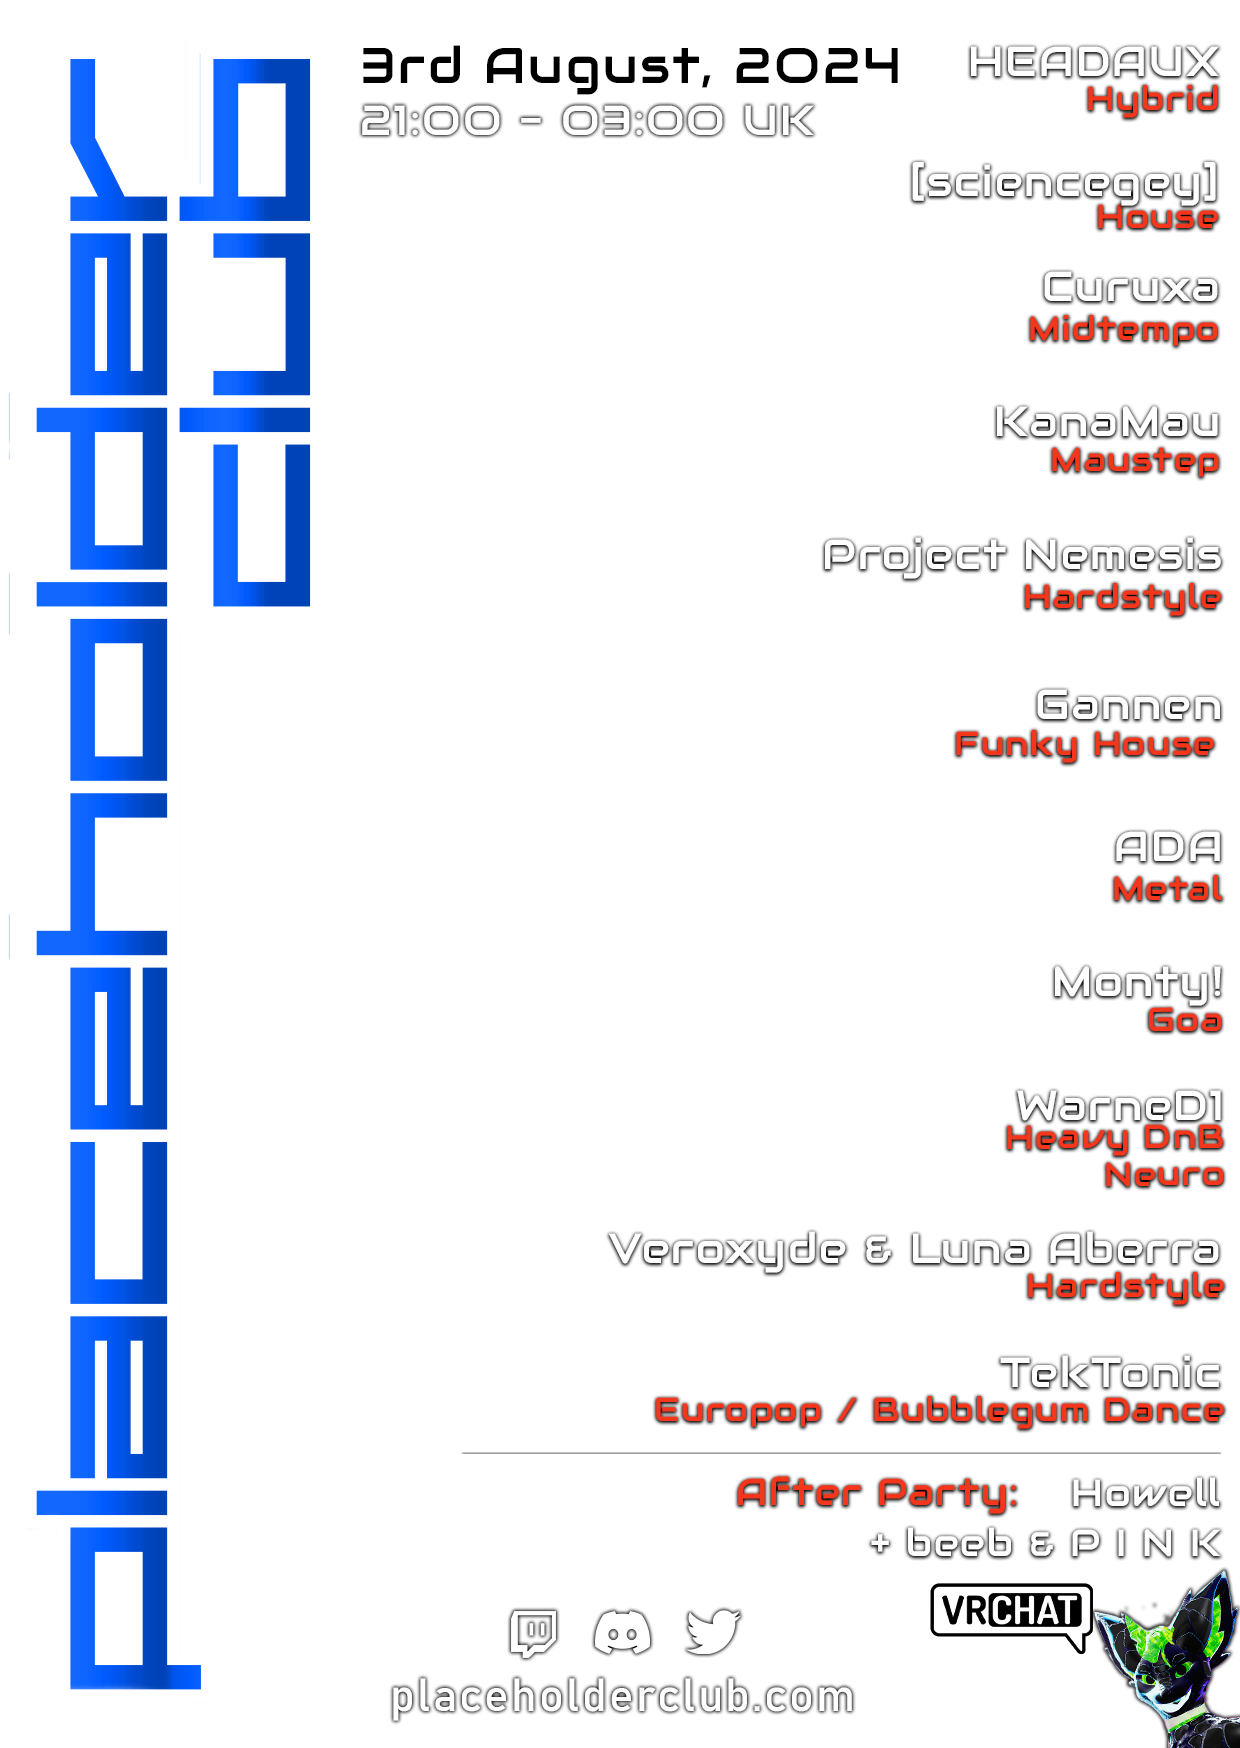 placeholder
club
3rd August, 2024
21:00 - 03:00 UK
HEADAUX
Hybrid
[sciencegey]
House
Curuxa
Midtempo
KanaMau
Maustep
Project Nemesis
Hardstyle
Gannen
Funky House
ADA
Metal
Monty!
Goa
WarneD1
Heavy DnB
Neuro
Veroxyde & Luna Aberra
Hardstyle
TekTonic
Europop / Bubblegum Dance
After Party: Howell
+ beeb & P I N K
VRCHAT
placeholderclub.com